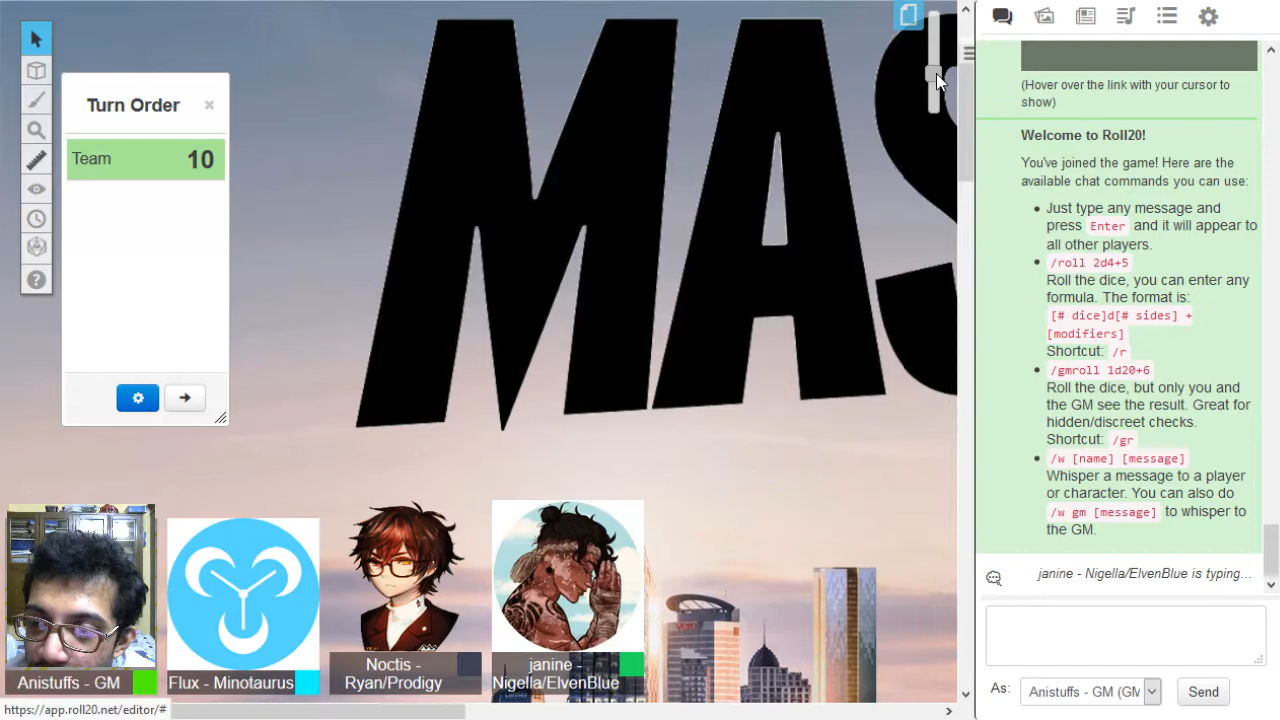 MAS
Turn Order
×
Team 10
(Hover over the link with your cursor to
show)
Welcome to Roll20!
You've joined the game! Here are the
available chat commands you can use:
• Just type any message and
press Enter and it will appear to
all other players.
• /roll 2d4+5
Roll the dice, you can enter any
formula. The format is:
[# dice]d[# sides] +
[modifiers]
Shortcut: /r
• /gmroll 1d20+6
Roll the dice, but only you and
the GM see the result. Great for
hidden/discreet checks.
Shortcut: /gr
• /w [name] [message]
Whisper a message to a player
or character. You can also do
/w gm [message] to whisper to
the GM.
janine - Nigella/ElvenBlue is typing...
As: Anistuffs - GM (GM
Send
Anistuffs - GM
Flux - Minotaurus
Noctis -
Ryan/Prodigy
janine -
Nigella/ElvenBlue
https://app.roll20.net/editor/#